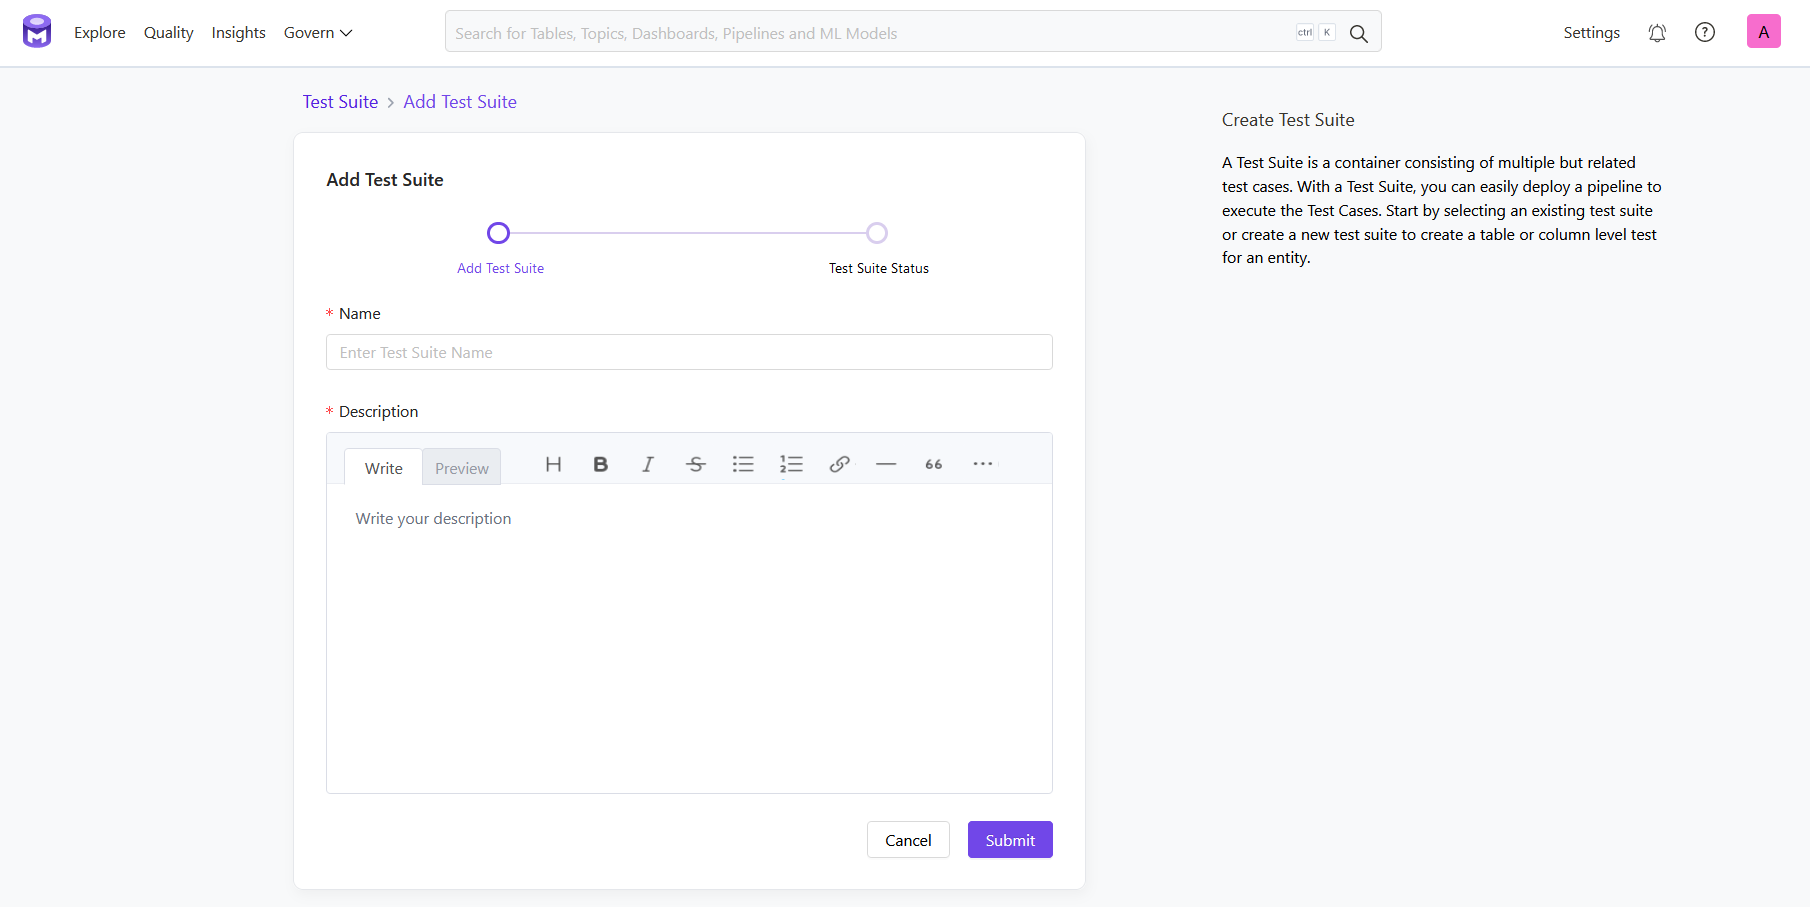 Explore Quality Insights Govern Search for Tables, Topics, Dashboards, Pipelines and ML Models ctrl K Settings A
Test Suite > Add Test Suite
Create Test Suite
A Test Suite is a container consisting of multiple but related
test cases. With a Test Suite, you can easily deploy a pipeline to
execute the Test Cases. Start by selecting an existing test suite
or create a new test suite to create a table or column level test
for an entity.
Add Test Suite
Add Test Suite Test Suite Status
* Name
Enter Test Suite Name
* Description
Write Preview H B I S
Write your description
Cancel Submit